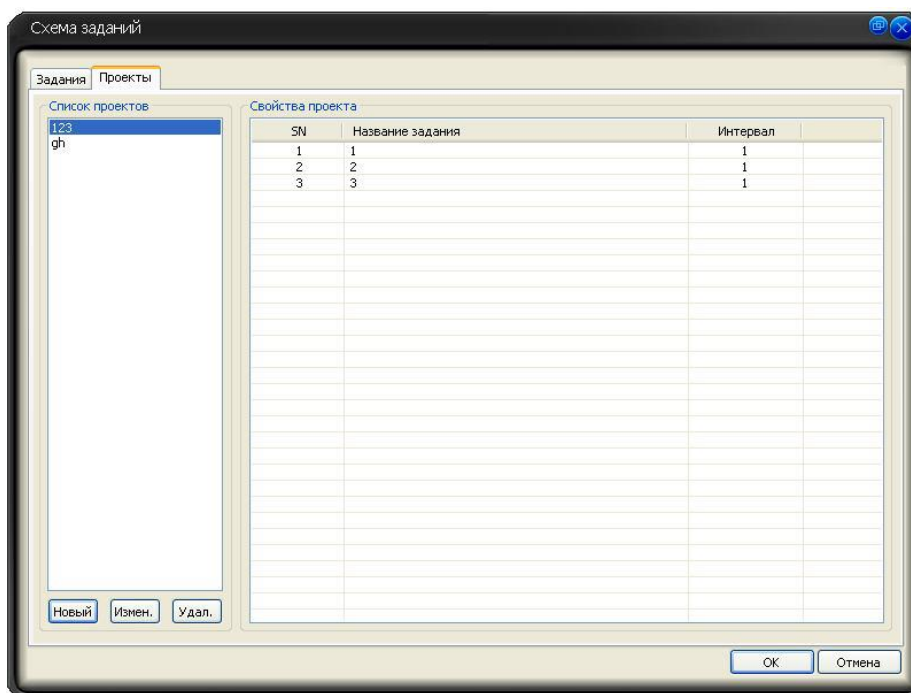 Схема заданий
Задания Проекты
Список проектов
123
gh
Новый Измен. Удал.
Свойства проекта
SN Название задания Интервал
1 1 1
2 2 1
3 3 1
OK Отмена